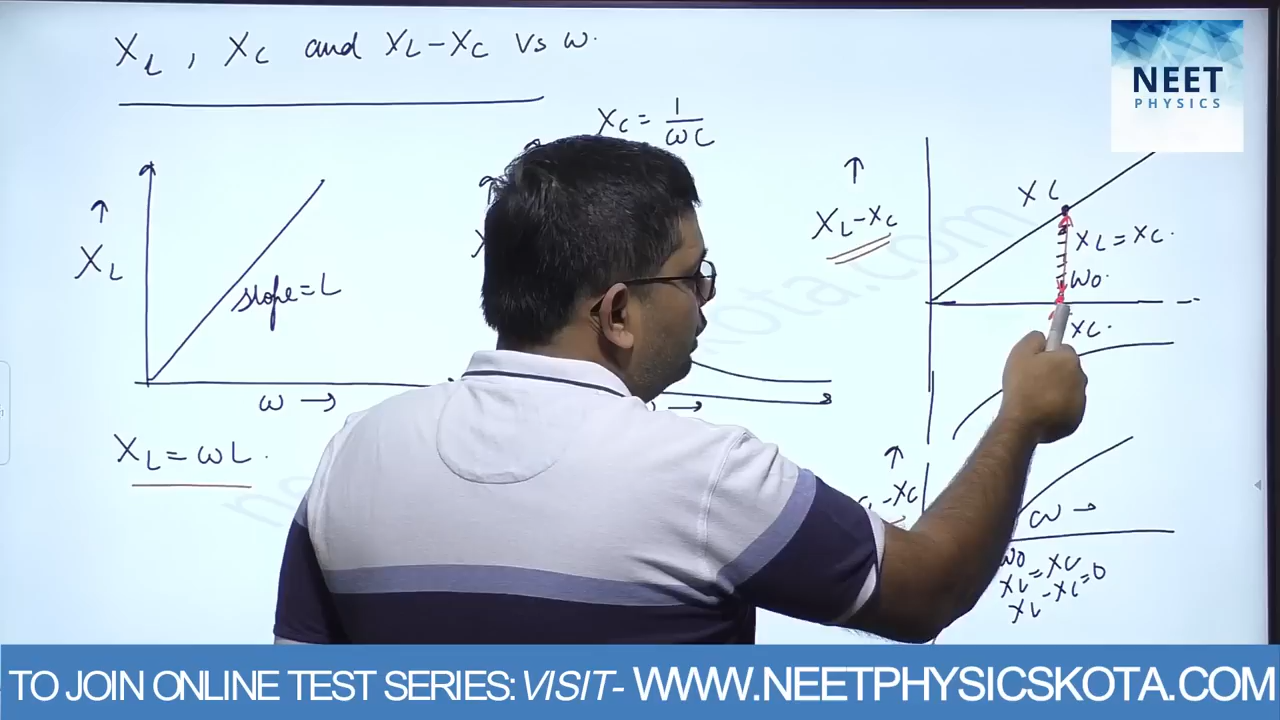 XL, XC and XL-XC Vs ω.
NEET
PHYSICS
XC = 1/ωC
↑
XL
slope=L
ω →
XL = ωL.
↑
XL-XC
XL
XL = XC.
ω0.
XC.
↑
-XC
ω →
ω0
XL = XC
XL-XC=0
TO JOIN ONLINE TEST SERIES: VISIT- WWW.NEETPHYSICSKOTA.COM